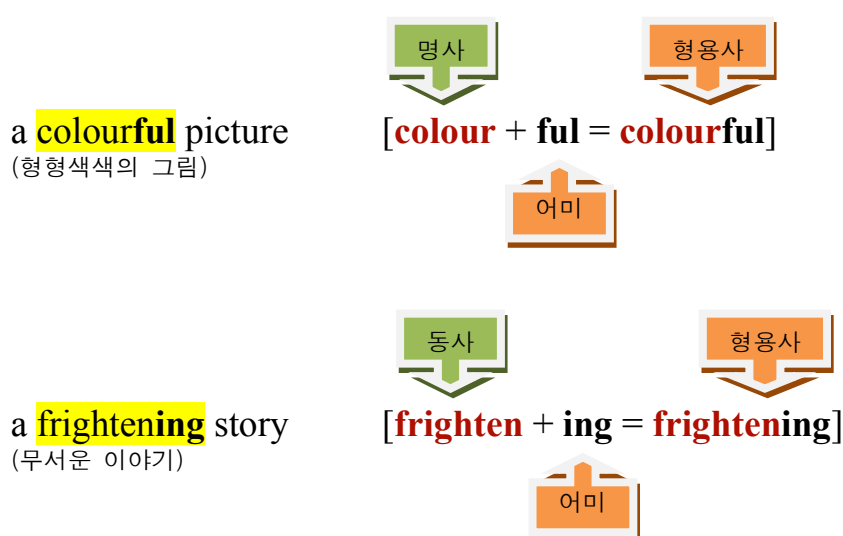 명사 형용사
a colourful picture [colour + ful = colourful]
(형형색색의 그림)
어미
동사 형용사
a frightening story [frighten + ing = frightening]
(무서운 이야기)
어미